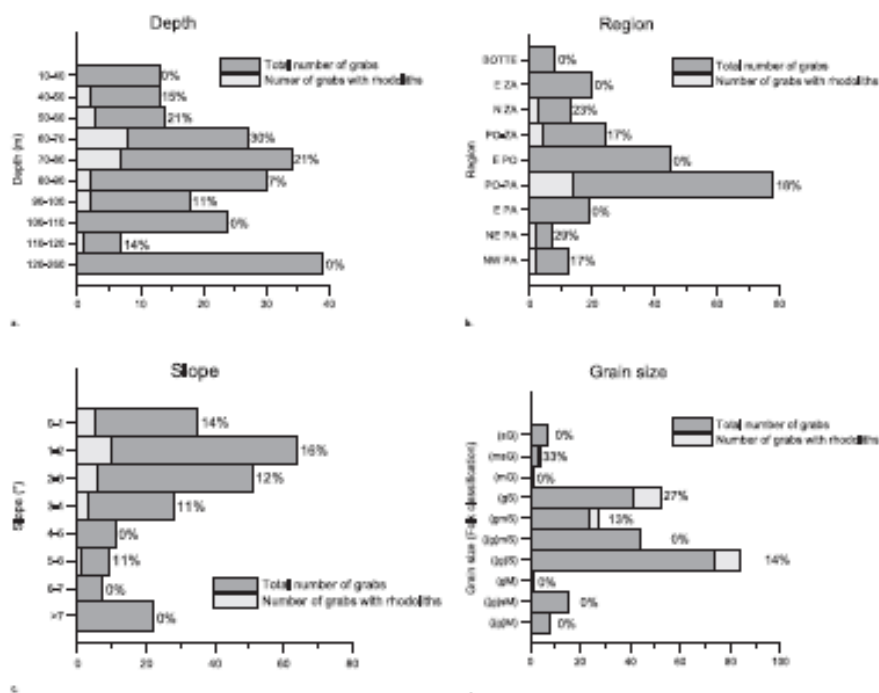 Depth
Total number of grabs
Numer of grabs with rhodoliths
10-40
0%
40-50
15%
50-60
21%
60-70
30%
70-80
21%
80-90
7%
90-100
11%
100-110
0%
110-120
14%
120-260
0%
Depth (m)
0 10 20 30 40
Region
Total number of grabs
Number of grabs with rhodoliths
BOTTE
0%
E ZA
0%
N ZA
23%
PO-ZA
17%
E PO
0%
PO-PA
18%
E PA
0%
NE PA
29%
NW PA
17%
Region
0 20 40 60 80
Slope
0-1
14%
1-2
16%
2-3
12%
3-4
11%
4-5
0%
5-6
11%
6-7
0%
>7
0%
Slope (°)
Total number of grabs
Number of grabs with rhodoliths
0 20 40 60 80
Grain size
Total number of grabs
Number of grabs with rhodoliths
(sG)
0%
(msG)
33%
(mG)
0%
(gS)
27%
(gmS)
13%
0%
14%
(gM)
0%
0%
0%
Grain size (Folk classification)
0 20 40 60 80 100